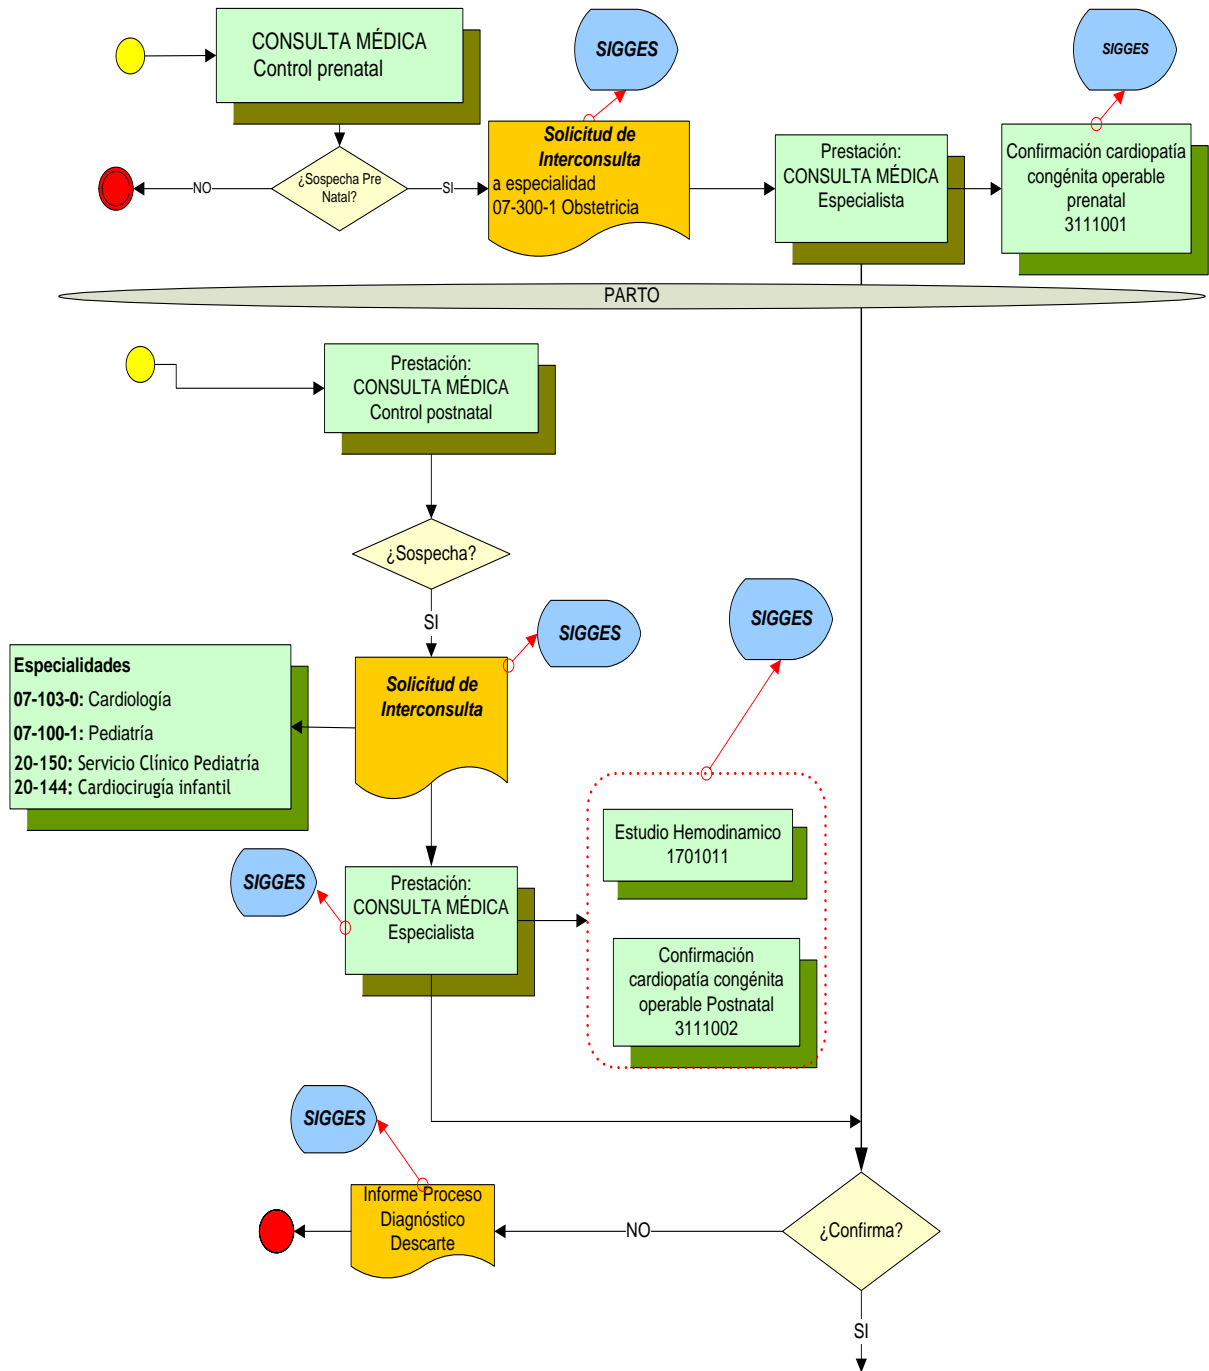 CONSULTA MÉDICA
Control prenatal
SIGGES
SIGGES
¿Sospecha Pre
Natal?
NO
SI
Solicitud de
Interconsulta
a especialidad
07-300-1 Obstetricia
Prestación:
CONSULTA MÉDICA
Especialista
Confirmación cardiopatía
congénita operable
prenatal
3111001
PARTO
Prestación:
CONSULTA MÉDICA
Control postnatal
¿Sospecha?
SI
SIGGES
SIGGES
Especialidades
07-103-0: Cardiología
07-100-1: Pediatría
20-150: Servicio Clínico Pediatría
20-144: Cardiocirugía infantil
Solicitud de
Interconsulta
Estudio Hemodinamico
1701011
SIGGES
Prestación:
CONSULTA MÉDICA
Especialista
Confirmación
cardiopatía congénita
operable Postnatal
3111002
SIGGES
Informe Proceso
Diagnóstico
Descarte
NO
¿Confirma?
SI